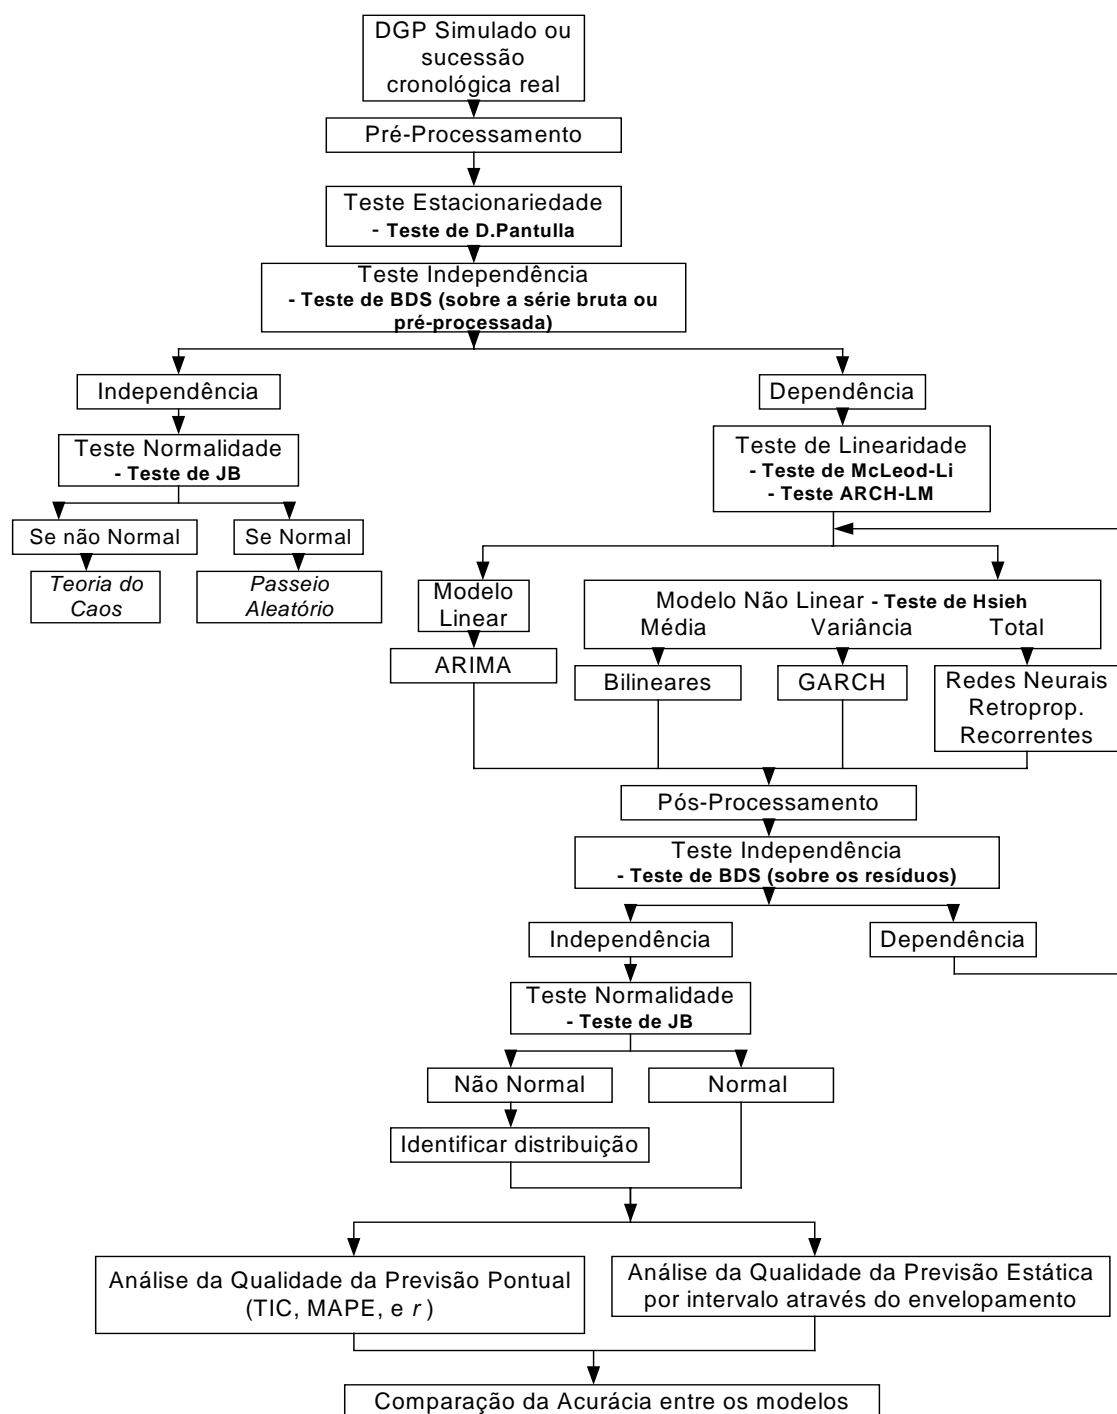 DGP Simulado ou
sucessão
cronológica real
Pré-Processamento
Teste Estacionariedade
- Teste de D.Pantulla
Teste Independência
- Teste de BDS (sobre a série bruta ou
pré-processada)
Independência
Dependência
Teste Normalidade
- Teste de JB
Teste de Linearidade
- Teste de McLeod-Li
- Teste ARCH-LM
Se não Normal
Se Normal
Teoria do
Caos
Passeio
Aleatório
Modelo
Linear
Modelo Não Linear - Teste de Hsieh
Média Variância Total
ARIMA
Bilineares
GARCH
Redes Neurais
Retroprop.
Recorrentes
Pós-Processamento
Teste Independência
- Teste de BDS (sobre os resíduos)
Independência
Dependência
Teste Normalidade
- Teste de JB
Não Normal
Normal
Identificar distribuição
Análise da Qualidade da Previsão Pontual
(TIC, MAPE, e r )
Análise da Qualidade da Previsão Estática
por intervalo através do envelopamento
Comparação da Acurácia entre os modelos